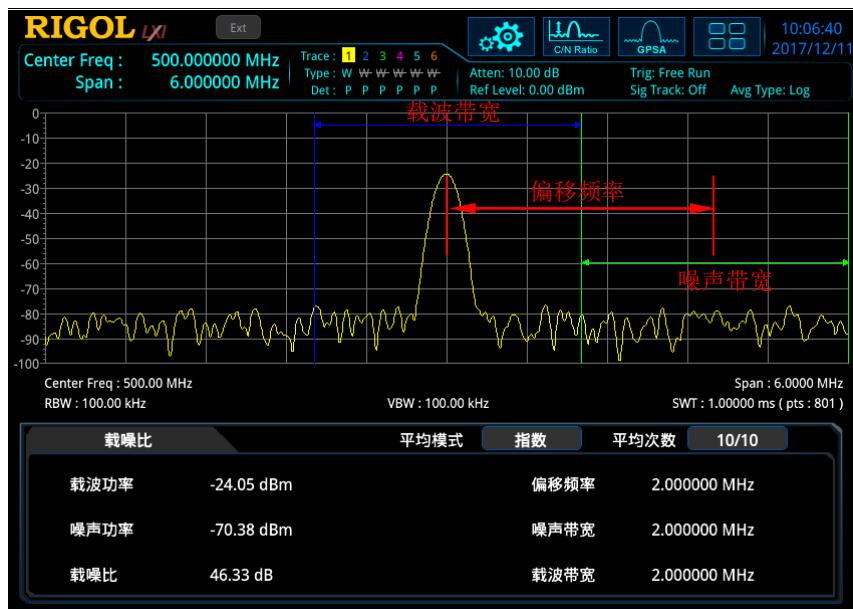 RIGOL LXI Ext C/N Ratio GPSA 10:06:40
2017/12/11
Center Freq : 500.000000 MHz
Span : 6.000000 MHz
Trace : 1 2 3 4 5 6
Type : W W W W W W
Det : P P P P P P
Atten: 10.00 dB
Ref Level: 0.00 dBm
Trig: Free Run
Sig Track: Off Avg Type: Log
载波带宽
0
-10
-20
-30
偏移频率
-40
-50
-60
噪声带宽
-70
-80
-90
-100
Center Freq : 500.00 MHz Span : 6.0000 MHz
RBW : 100.00 kHz VBW : 100.00 kHz SWT : 1.00000 ms ( pts : 801 )
载噪比 平均模式 指数 平均次数 10/10
载波功率 -24.05 dBm 偏移频率 2.000000 MHz
噪声功率 -70.38 dBm 噪声带宽 2.000000 MHz
载噪比 46.33 dB 载波带宽 2.000000 MHz